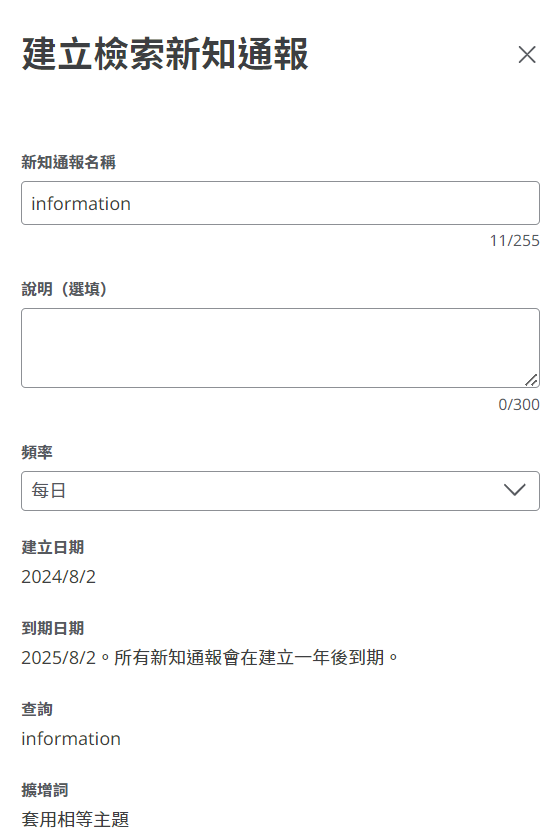 建立檢索新知通報
新知通報名稱
information
11/255
說明（選填）
0/300
頻率
每日
建立日期
2024/8/2
到期日期
2025/8/2。所有新知通報會在建立一年後到期。
查詢
information
擴增詞
套用相等主題